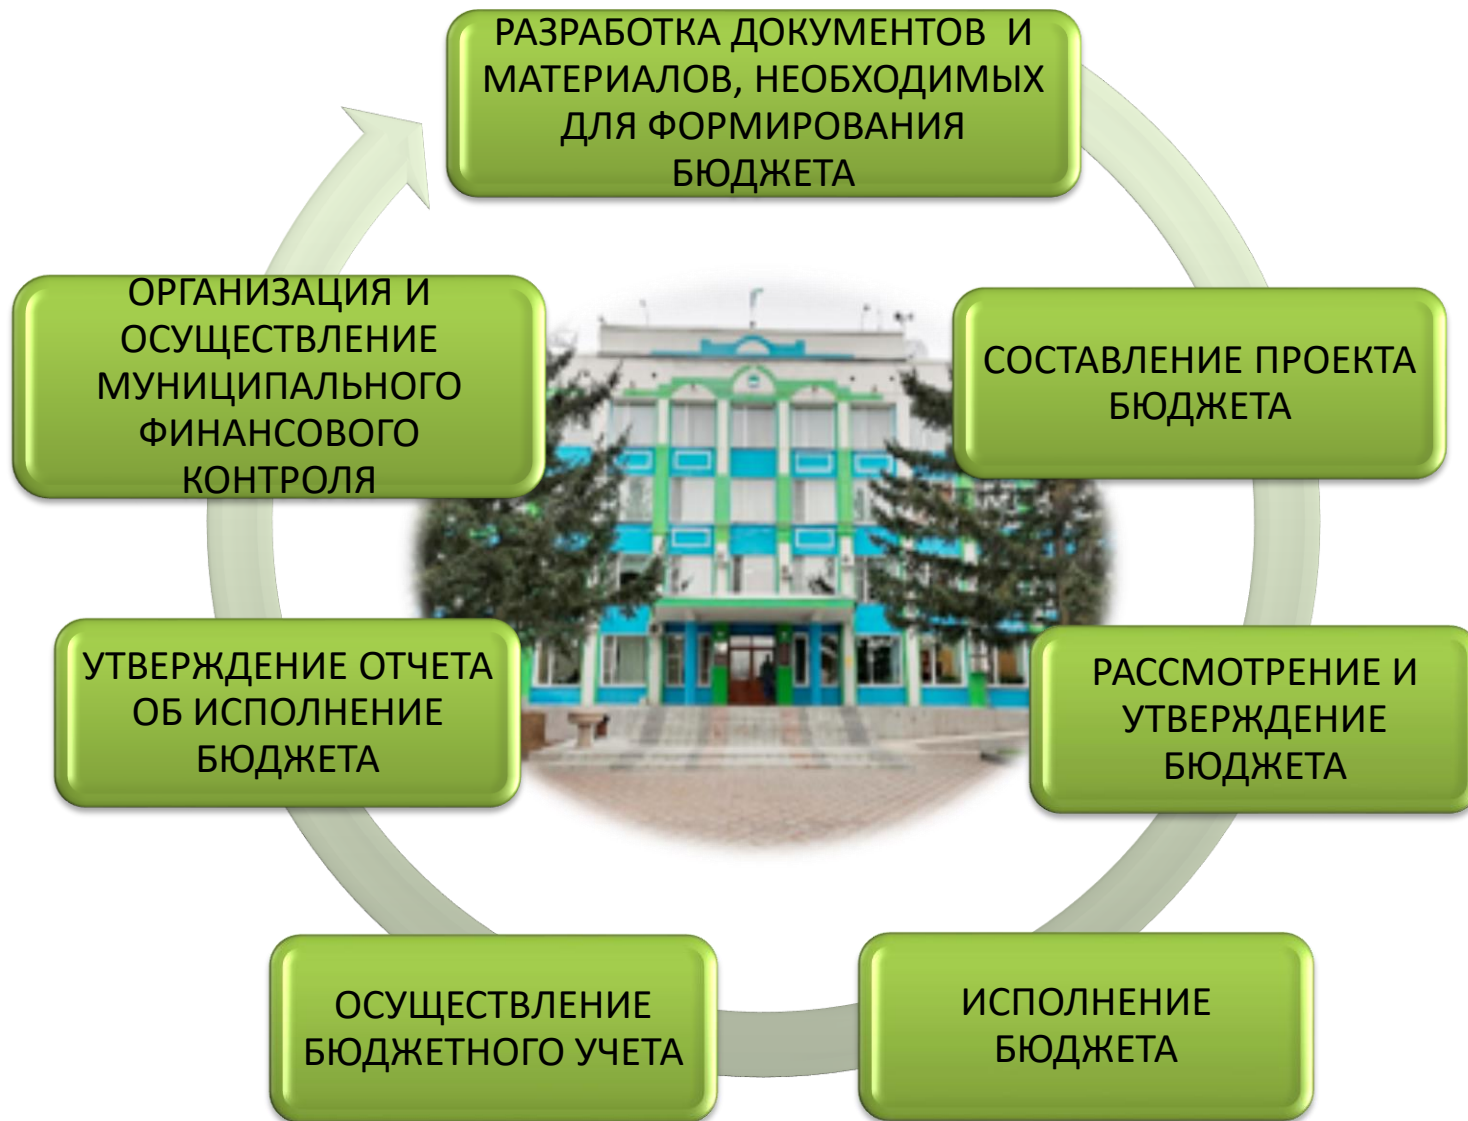 РАЗРАБОТКА ДОКУМЕНТОВ И
МАТЕРИАЛОВ, НЕОБХОДИМЫХ
ДЛЯ ФОРМИРОВАНИЯ
БЮДЖЕТА
СОСТАВЛЕНИЕ ПРОЕКТА
БЮДЖЕТА
РАССМОТРЕНИЕ И
УТВЕРЖДЕНИЕ
БЮДЖЕТА
ИСПОЛНЕНИЕ
БЮДЖЕТА
ОСУЩЕСТВЛЕНИЕ
БЮДЖЕТНОГО УЧЕТА
УТВЕРЖДЕНИЕ ОТЧЕТА
ОБ ИСПОЛНЕНИЕ
БЮДЖЕТА
ОРГАНИЗАЦИЯ И
ОСУЩЕСТВЛЕНИЕ
МУНИЦИПАЛЬНОГО
ФИНАНСОВОГО
КОНТРОЛЯ